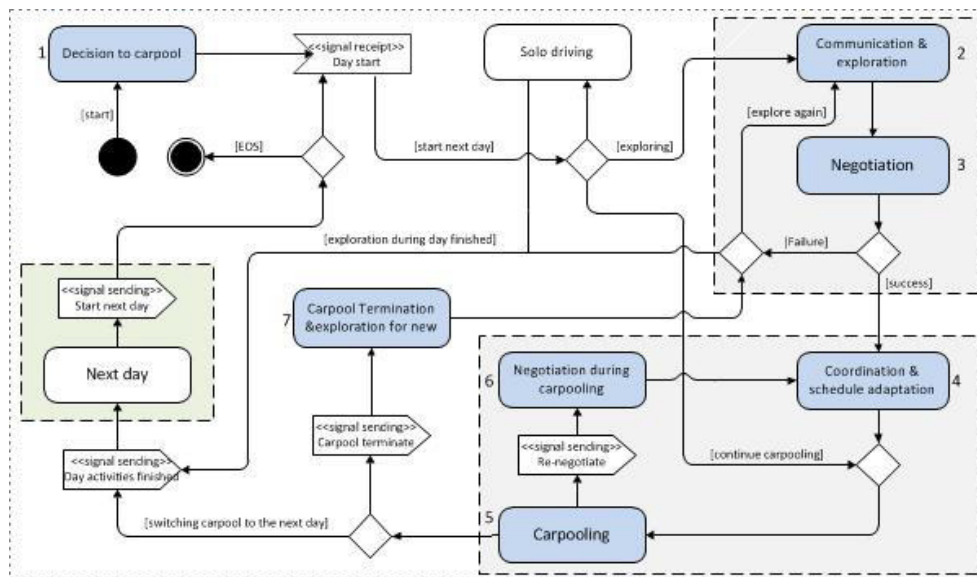 1
Decision to carpool
<<signal receipt>>
Day start
Solo driving
Communication &
exploration
2
[start]
[EOS]
[start next day]
[exploring]
[explore again]
Negotiation
3
[exploration during day finished]
[Failure]
[success]
<<signal sending>>
Start next day
Next day
<<signal sending>>
Day activities finished
7
Carpool Termination
&exploration for new
<<signal sending>>
Carpool terminate
[switching carpool to the next day]
6
Negotiation during
carpooling
<<signal sending>>
Re-negotiate
5
Carpooling
Coordination &
schedule adaptation
4
[continue carpooling]